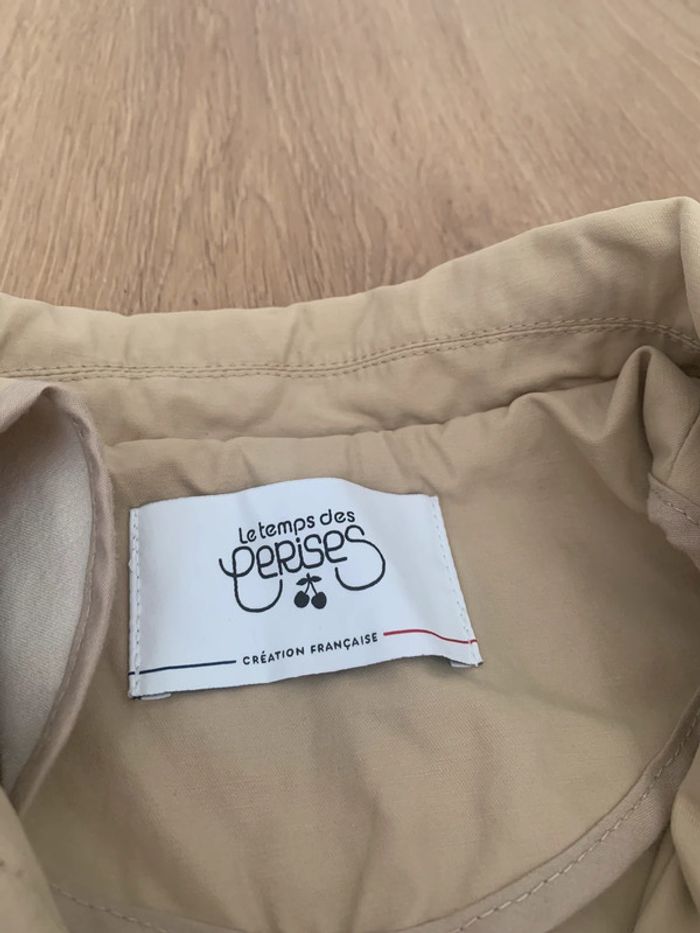 Le temps des
cerises
CRÉATION FRANÇAISE